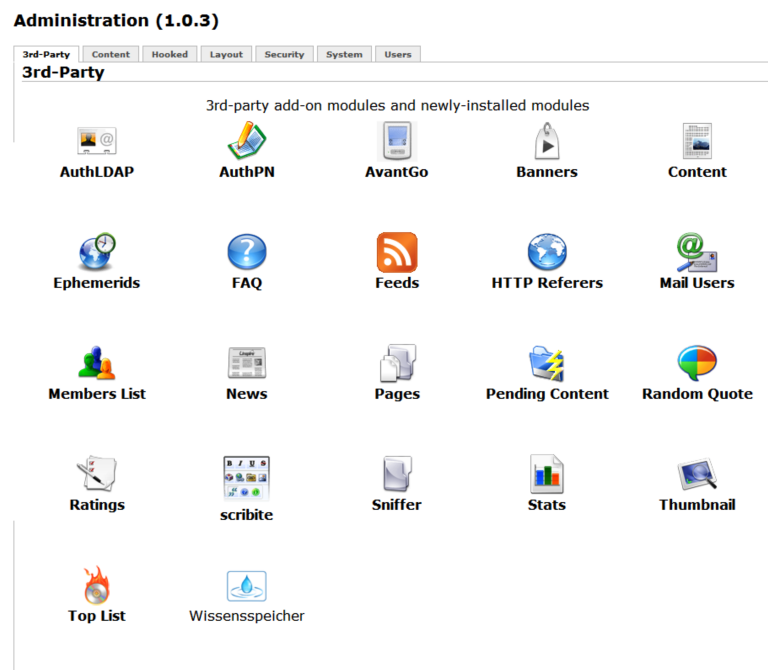 Administration (1.0.3)
3rd-Party Content Hooked Layout Security System Users
3rd-Party
3rd-party add-on modules and newly-installed modules
AuthLDAP AuthPN AvantGo Banners Content
Ephemerids FAQ Feeds HTTP Referers Mail Users
Members List News Pages Pending Content Random Quote
B I U S
Ratings scribite Sniffer Stats Thumbnail
Top List Wissensspeicher